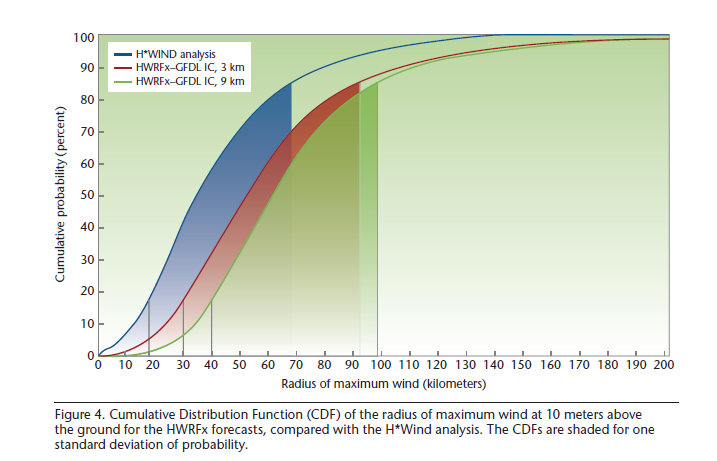 100
90
80
70
60
50
40
30
20
10
0
Cumulative probability (percent)
H*WIND analysis
HWRFx–GFDL IC, 3 km
HWRFx–GFDL IC, 9 km
0 10 20 30 40 50 60 70 80 90 100 110 120 130 140 150 160 170 180 190 200
Radius of maximum wind (kilometers)
Figure 4. Cumulative Distribution Function (CDF) of the radius of maximum wind at 10 meters above
the ground for the HWRFx forecasts, compared with the H*Wind analysis. The CDFs are shaded for one
standard deviation of probability.